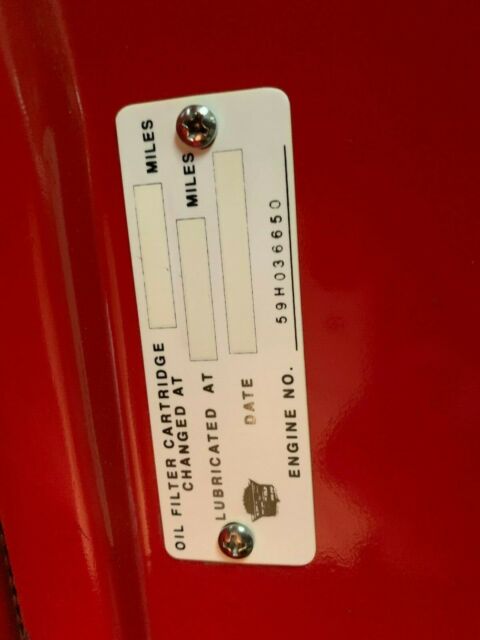 OIL FILTER CARTRIDGE
CHANGED AT MILES
LUBRICATED AT MILES
DATE
ENGINE NO. 59H036650